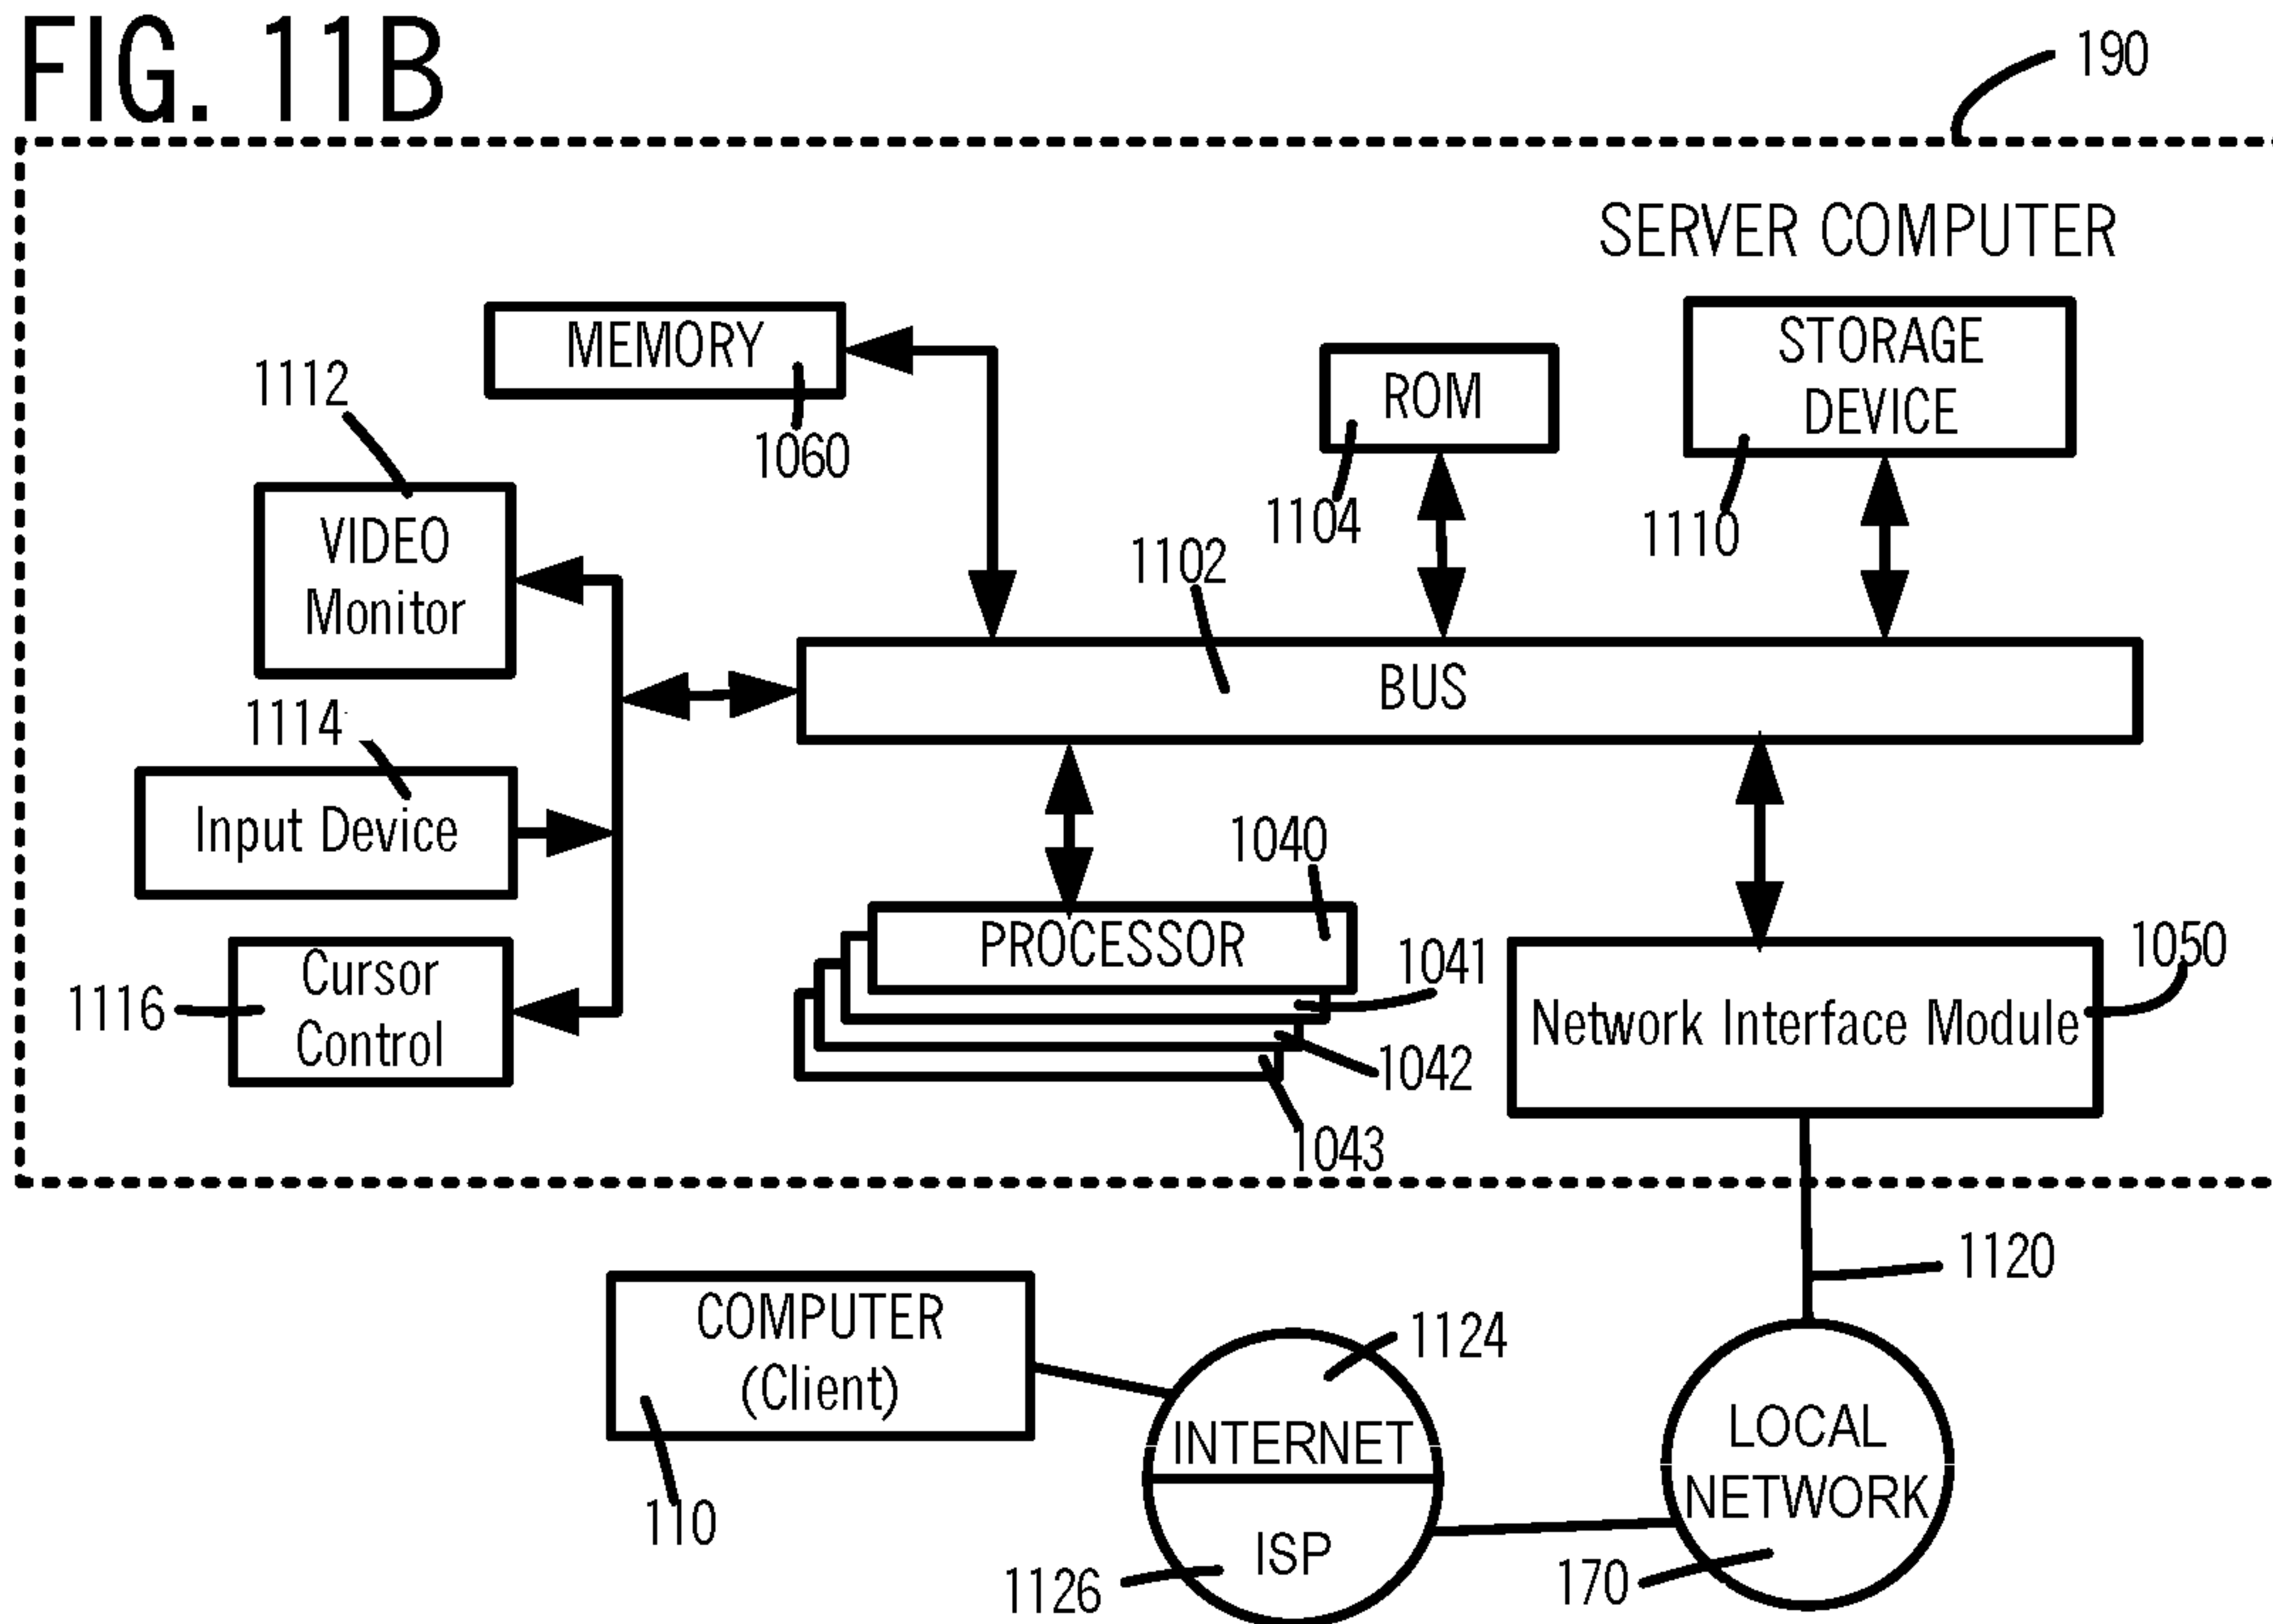 FIG. 11B
190
SERVER COMPUTER
MEMORY
1060
ROM
1104
STORAGE
DEVICE
1110
1112
VIDEO
Monitor
1102
BUS
1114
Input Device
1040
PROCESSOR
1041
1042
1043
1050
Network Interface Module
1116
Cursor
Control
1120
COMPUTER
(Client)
110
1124
INTERNET
ISP
1126
LOCAL
NETWORK
170